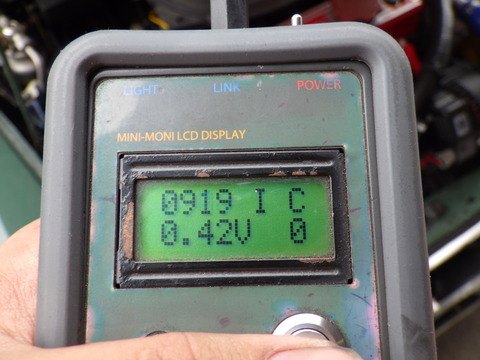 LIGHT LINK POWER
MINI-MONI LCD DISPLAY
0919 I C
0.42V 0